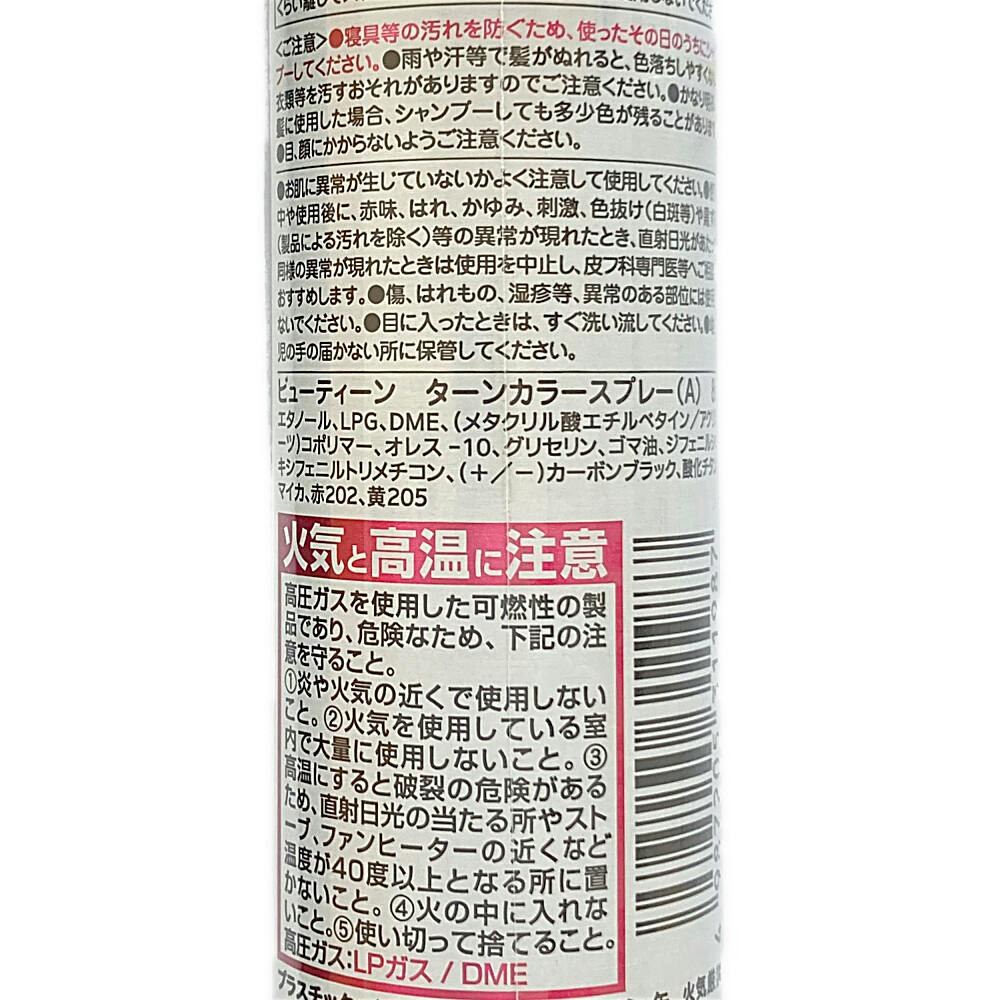 くらい離して
<ご注意>●寝具等の汚れを防ぐため、使ったその日のうちにシャ
プーしてください。●雨や汗等で髪がぬれると、色落ちしやすく
衣類等を汚すおそれがありますのでご注意ください。●かなり明
髪に使用した場合、シャンプーしても多少色が残ることがあり
●目、顔にかからないようご注意ください。
●お肌に異常が生じていないかよく注意して使用してください。●
中や使用後に、赤味、はれ、かゆみ、刺激、色抜け(白斑等)や
(製品による汚れを除く)等の異常が現れたとき、直射日光があた
同様の異常が現れたときは使用を中止し、皮フ科専門医等へご
おすすめします。●傷、はれもの、湿疹等、異常のある部位には使
ないでください。●目に入ったときは、すぐ洗い流してください。●
児の手の届かない所に保管してください。
ビューティーン ターンカラースプレー(A)
エタノール、LPG、DME、(メタクリル酸エチルベタイン/アクリ
ーツ)コポリマー、オレス-10、グリセリン、ゴマ油、ジフェニル
キシフェニルトリメチコン、(+/-)カーボンブラック、酸化チタン
マイカ、赤202、黄205
火気と高温に注意
高圧ガスを使用した可燃性の製
品であり、危険なため、下記の注
意を守ること。
①炎や火気の近くで使用しない
こと。②火気を使用している室
内で大量に使用しないこと。③
高温にすると破裂の危険がある
ため、直射日光の当たる所やスト
ーブ、ファンヒーターの近くなど
温度が40度以上となる所に置
かないこと。④火の中に入れな
いこと。⑤使い切って捨てること。
高圧ガス:LPガス / DME
プラスチック
火気厳